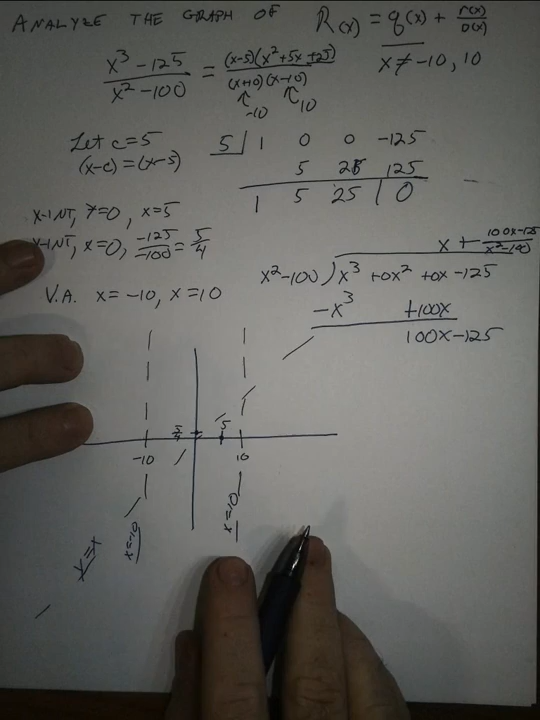 ANALYZE THE GRAPH OF R(x) = q(x) + r(x)/D(x)
x³ - 125 / x² - 100 = (x-5)(x²+5x+25) / (x+10)(x-10)
x ≠ -10, 10
-10 10
Let c = 5
(x-c) = (x-5)
5 | 1 0 0 -125
5 25 125
1 5 25 | 0
x-INT, y=0, x=5
y-INT, x=0, -125/-100 = 5/4
V.A. x = -10, x = 10
x + 100x-125 / x²-100
x²-100 ) x³ + 0x² + 0x - 125
-x³ +100x
100x - 125
5/4 5
-10 10
x=-10 x=10
y=x